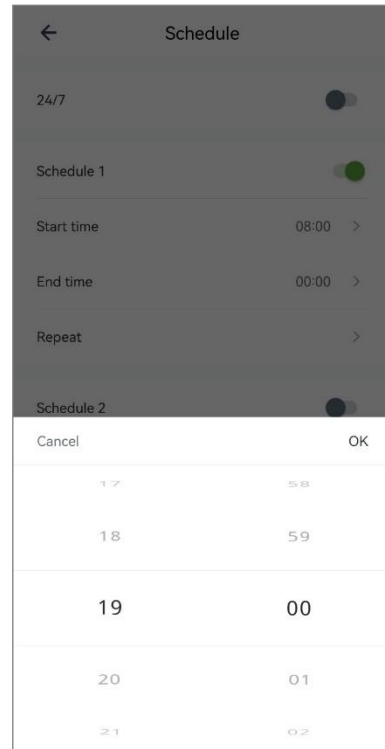 Schedule
24/7
Schedule 1
Start time 08:00 >
End time 00:00 >
Repeat >
Schedule 2
Cancel OK
17 58
18 59
19 00
20 01
21 02